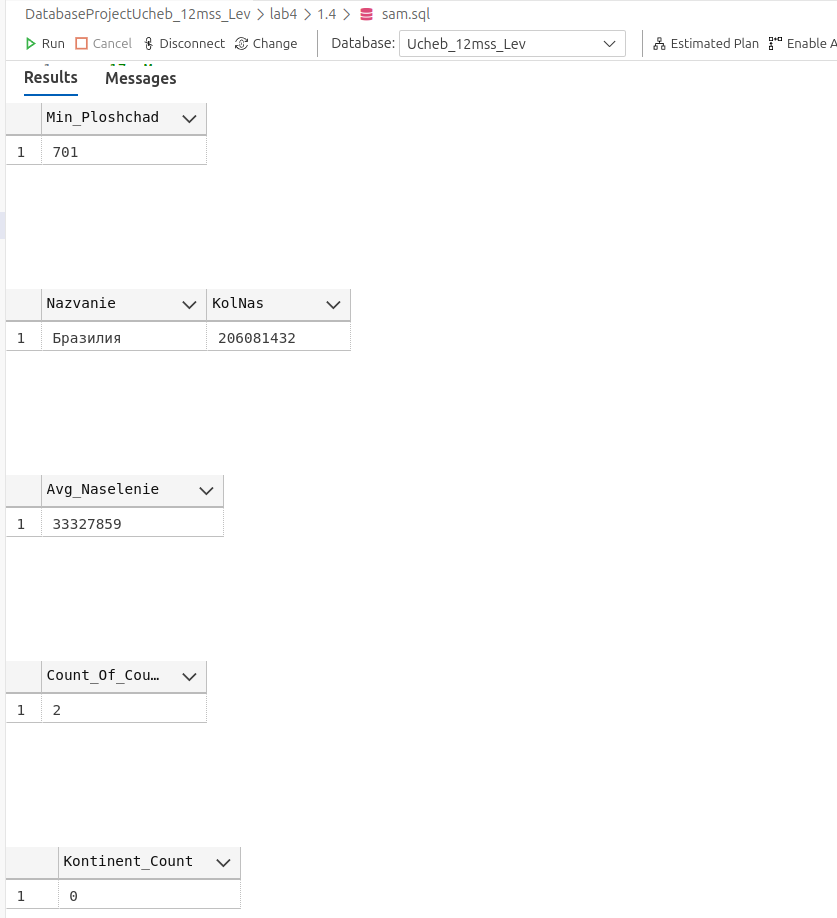 DatabaseProjectUcheb_12mss_Lev > lab4 > 1.4 > sam.sql
Run Cancel Disconnect Change Database: Ucheb_12mss_Lev Estimated Plan Enable A
Results Messages
Min_Ploshchad
1 701
Nazvanie KolNas
1 Бразилия 206081432
Avg_Naselenie
1 33327859
Count_Of_Cou…
1 2
Kontinent_Count
1 0